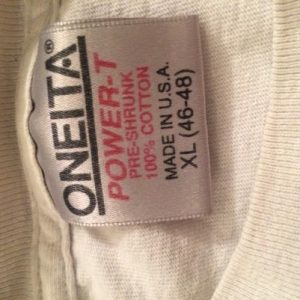 ONEITA®
POWER-T
PRE-SHRUNK
100% COTTON
MADE IN U.S.A.
XL (46-48)